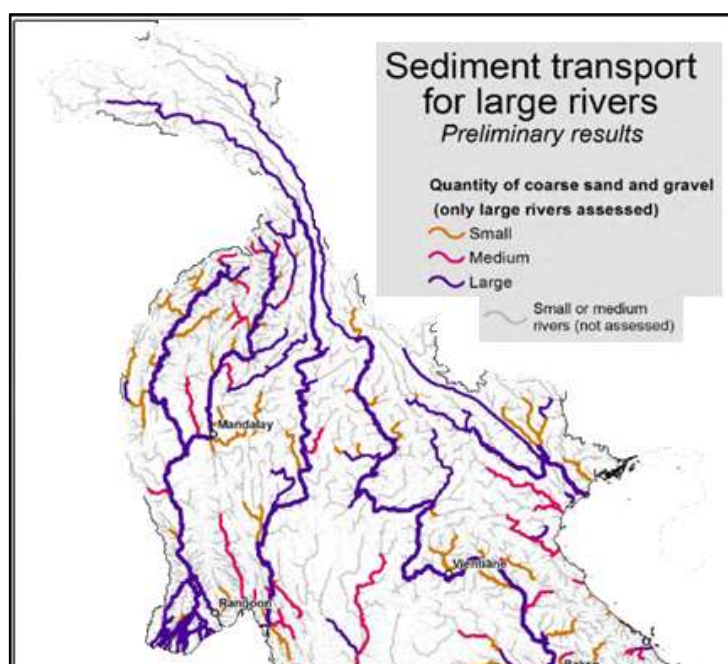 Sediment transport
for large rivers
Preliminary results
Quantity of coarse sand and gravel
(only large rivers assessed)
Small
Medium
Large
Small or medium
rivers (not assessed)
Mandalay
Vientiane
Rangoon